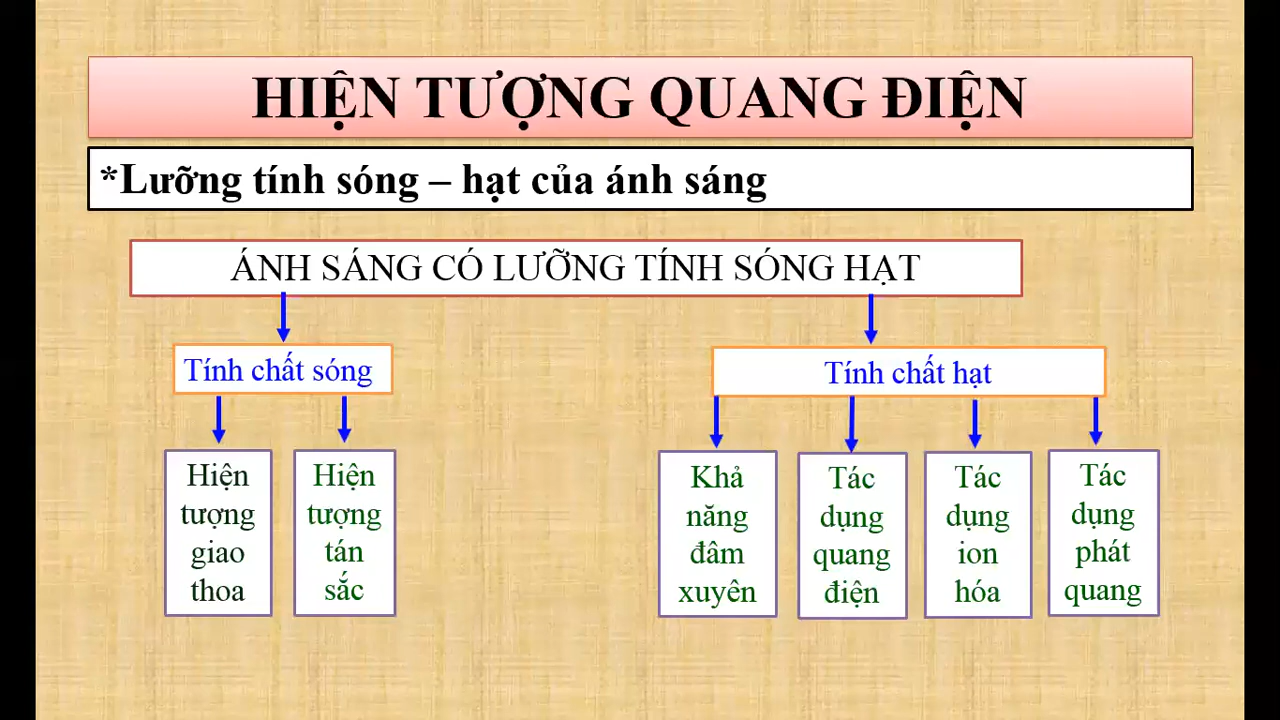 HIỆN TƯỢNG QUANG ĐIỆN
*Lưỡng tính sóng – hạt của ánh sáng
ÁNH SÁNG CÓ LƯỠNG TÍNH SÓNG HẠT
Tính chất sóng
Tính chất hạt
Hiện
tượng
giao
thoa
Hiện
tượng
tán
sắc
Khả
năng
đâm
xuyên
Tác
dụng
quang
điện
Tác
dụng
ion
hóa
Tác
dụng
phát
quang